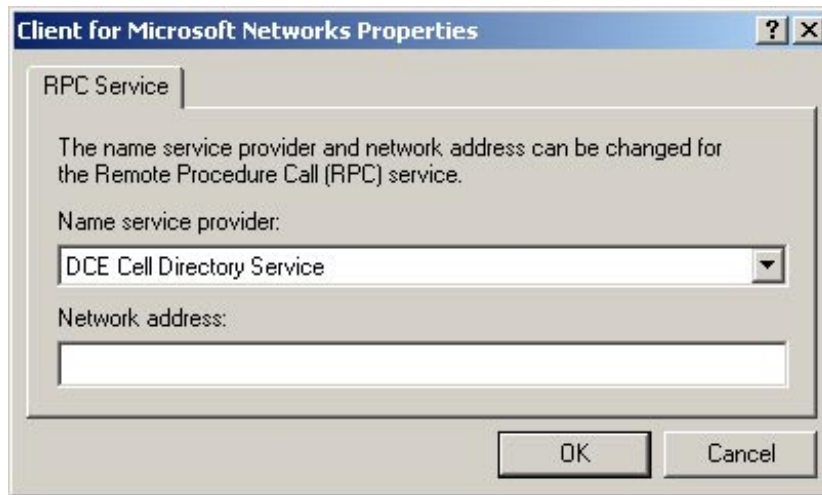 Client for Microsoft Networks Properties
RPC Service
The name service provider and network address can be changed for
the Remote Procedure Call (RPC) service.
Name service provider:
DCE Cell Directory Service
Network address:
OK Cancel